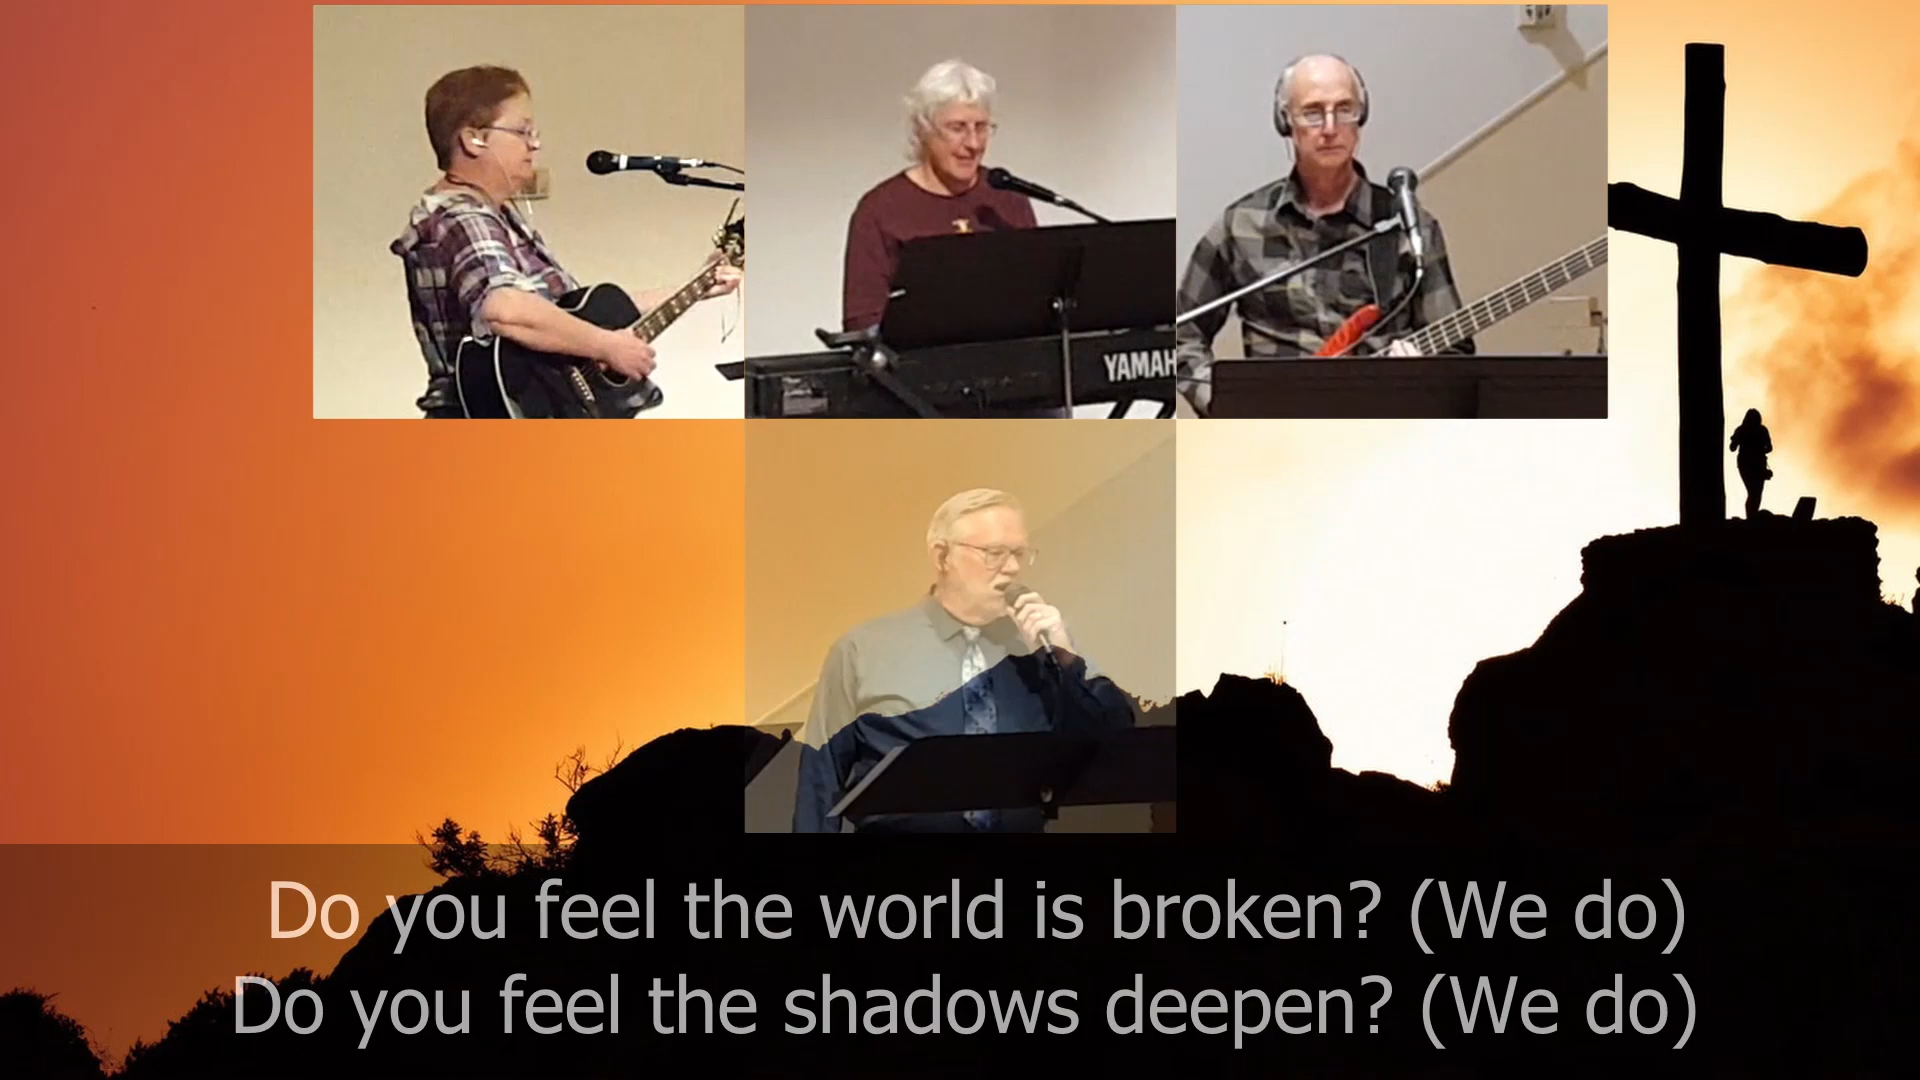 YAMAH
Do you feel the world is broken? (We do)
Do you feel the shadows deepen? (We do)